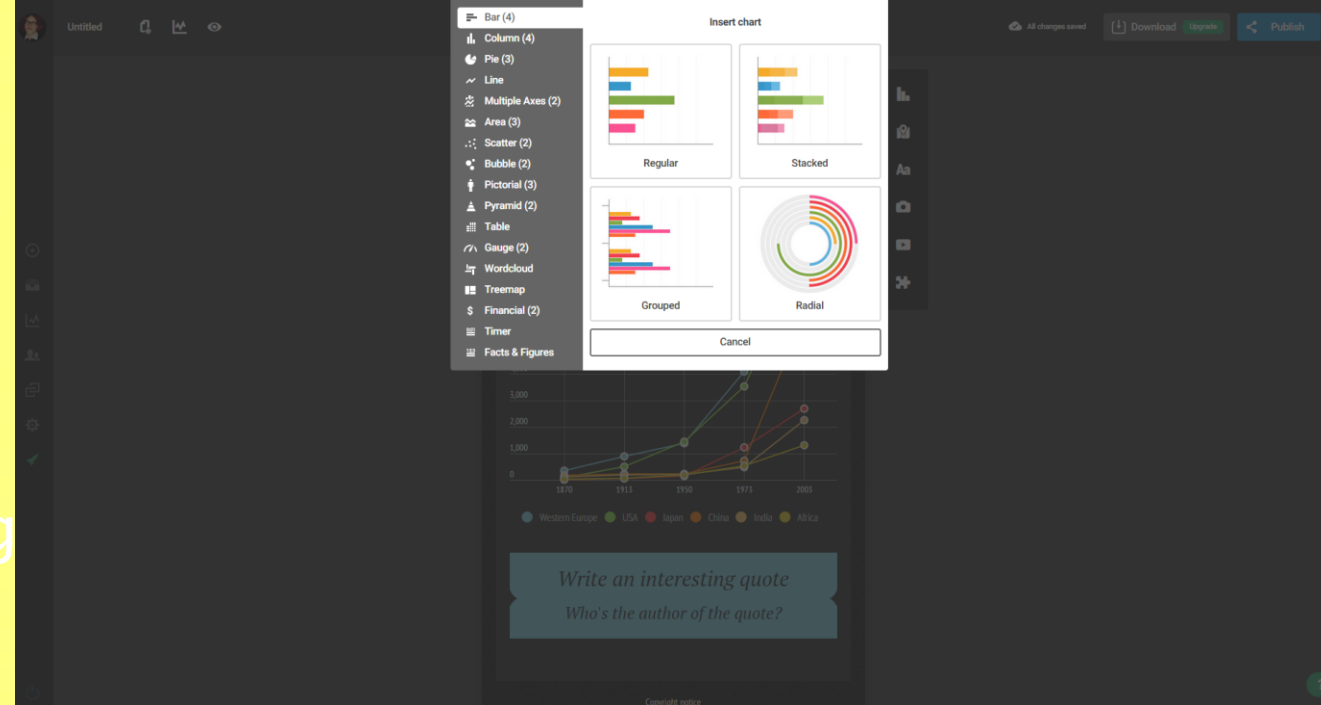 Untitled
All changes saved
Download Upgrade
Publish
Bar (4)
Column (4)
Pie (3)
Line
Multiple Axes (2)
Area (3)
Scatter (2)
Bubble (2)
Pictorial (3)
Pyramid (2)
Table
Gauge (2)
Wordcloud
Treemap
Financial (2)
Timer
Facts & Figures
Insert chart
Regular
Stacked
Grouped
Radial
Cancel
Aa
3,000
2,000
1,000
0
1870 1913 1950 1973 2003
Western Europe USA Japan China India Africa
g
Write an interesting quote
Who's the author of the quote?
Copyright notice